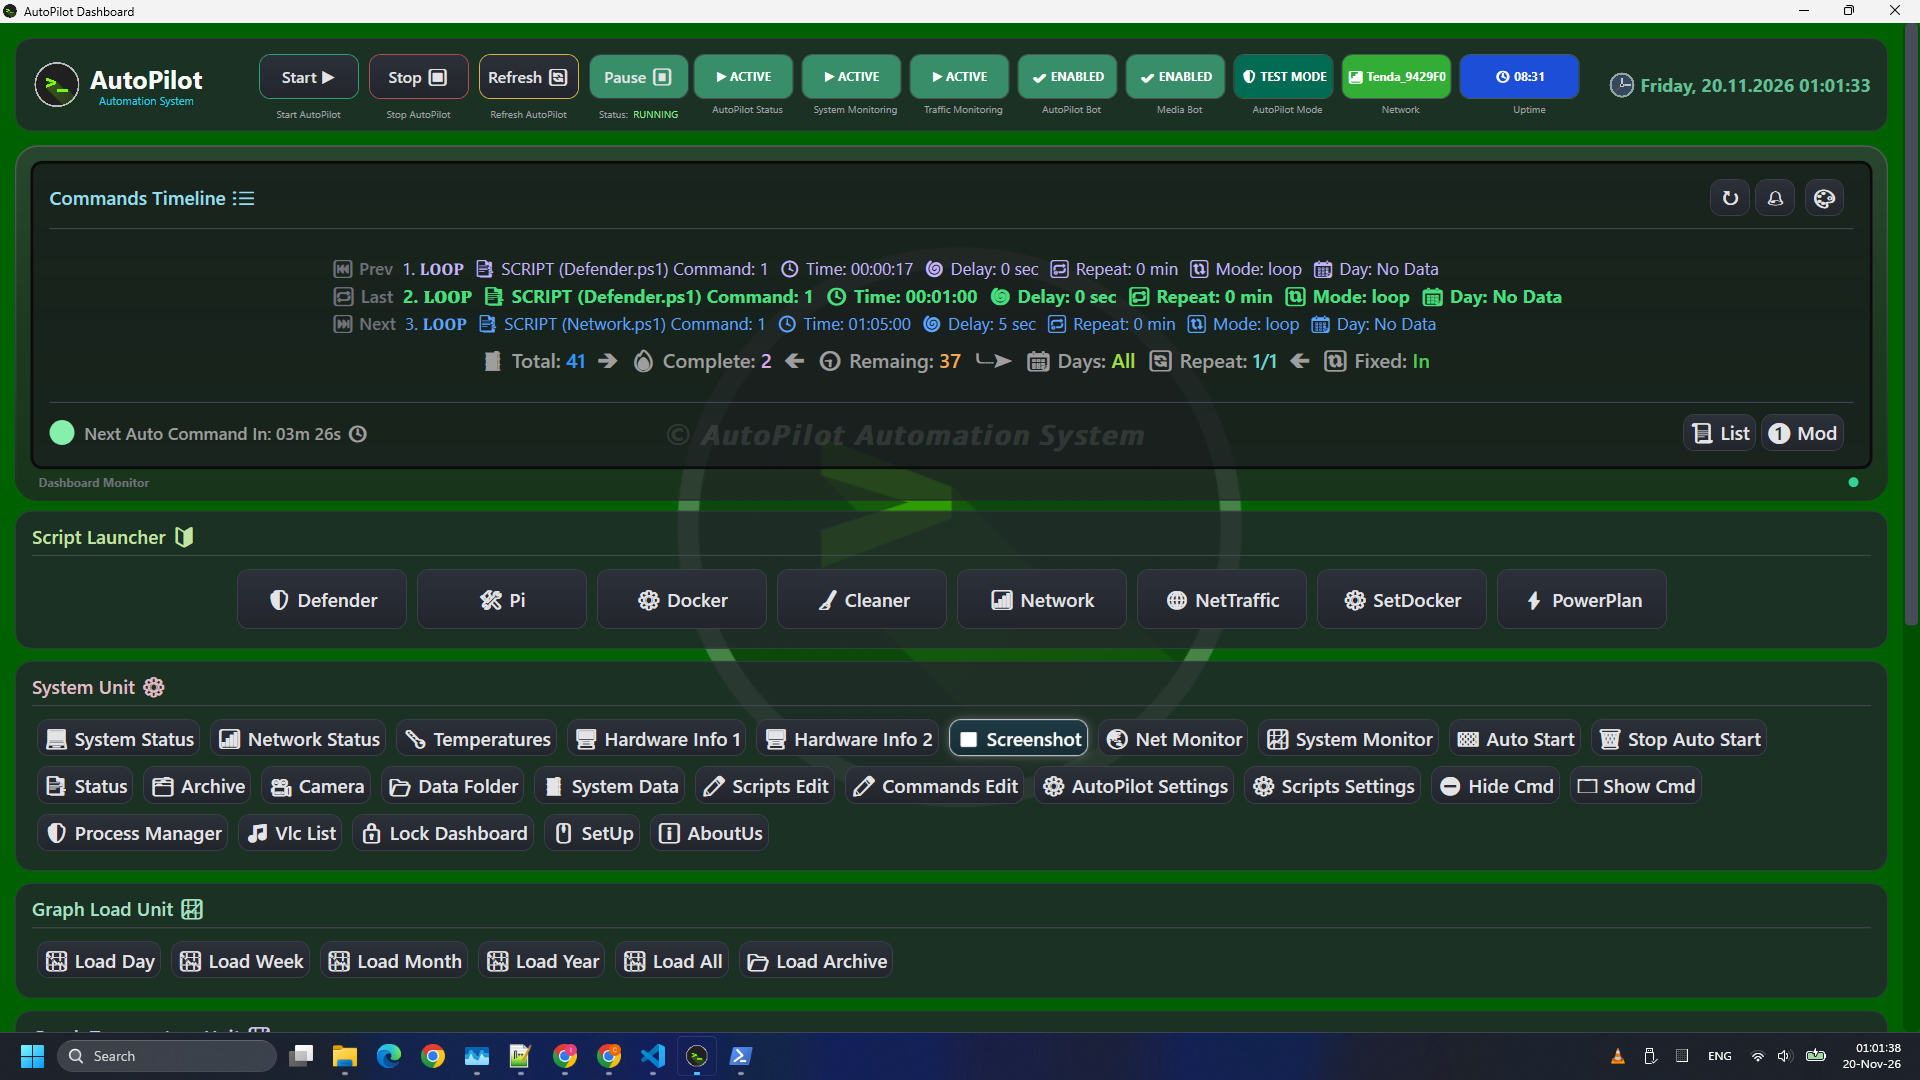 AutoPilot Dashboard
AutoPilot
Automation System
Start
Start AutoPilot
Stop
Stop AutoPilot
Refresh
Refresh AutoPilot
Pause
Status: RUNNING
ACTIVE
AutoPilot Status
ACTIVE
System Monitoring
ACTIVE
Traffic Monitoring
ENABLED
AutoPilot Bot
ENABLED
Media Bot
TEST MODE
AutoPilot Mode
Tenda_9429F0
Network
08:31
Uptime
Friday, 20.11.2026 01:01:33
Commands Timeline
Prev 1. LOOP SCRIPT (Defender.ps1) Command: 1 Time: 00:00:17 Delay: 0 sec Repeat: 0 min Mode: loop Day: No Data
Last 2. LOOP SCRIPT (Defender.ps1) Command: 1 Time: 00:01:00 Delay: 0 sec Repeat: 0 min Mode: loop Day: No Data
Next 3. LOOP SCRIPT (Network.ps1) Command: 1 Time: 01:05:00 Delay: 5 sec Repeat: 0 min Mode: loop Day: No Data
Total: 41 Complete: 2 Remaing: 37 Days: All Repeat: 1/1 Fixed: In
Next Auto Command In: 03m 26s
© AutoPilot Automation System
List 1 Mod
Dashboard Monitor
Script Launcher
Defender Pi Docker Cleaner Network NetTraffic SetDocker PowerPlan
System Unit
System Status Network Status Temperatures Hardware Info 1 Hardware Info 2 Screenshot Net Monitor System Monitor Auto Start Stop Auto Start
Status Archive Camera Data Folder System Data Scripts Edit Commands Edit AutoPilot Settings Scripts Settings Hide Cmd Show Cmd
Process Manager Vlc List Lock Dashboard SetUp AboutUs
Graph Load Unit
Load Day Load Week Load Month Load Year Load All Load Archive
Search
ENG
01:01:38
20-Nov-26